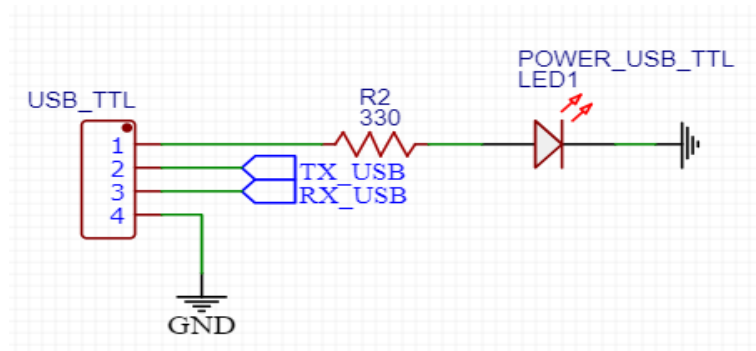 POWER_USB_TTL
LED1
USB_TTL
R2
330
1
2
3
4
TX_USB
RX_USB
GND